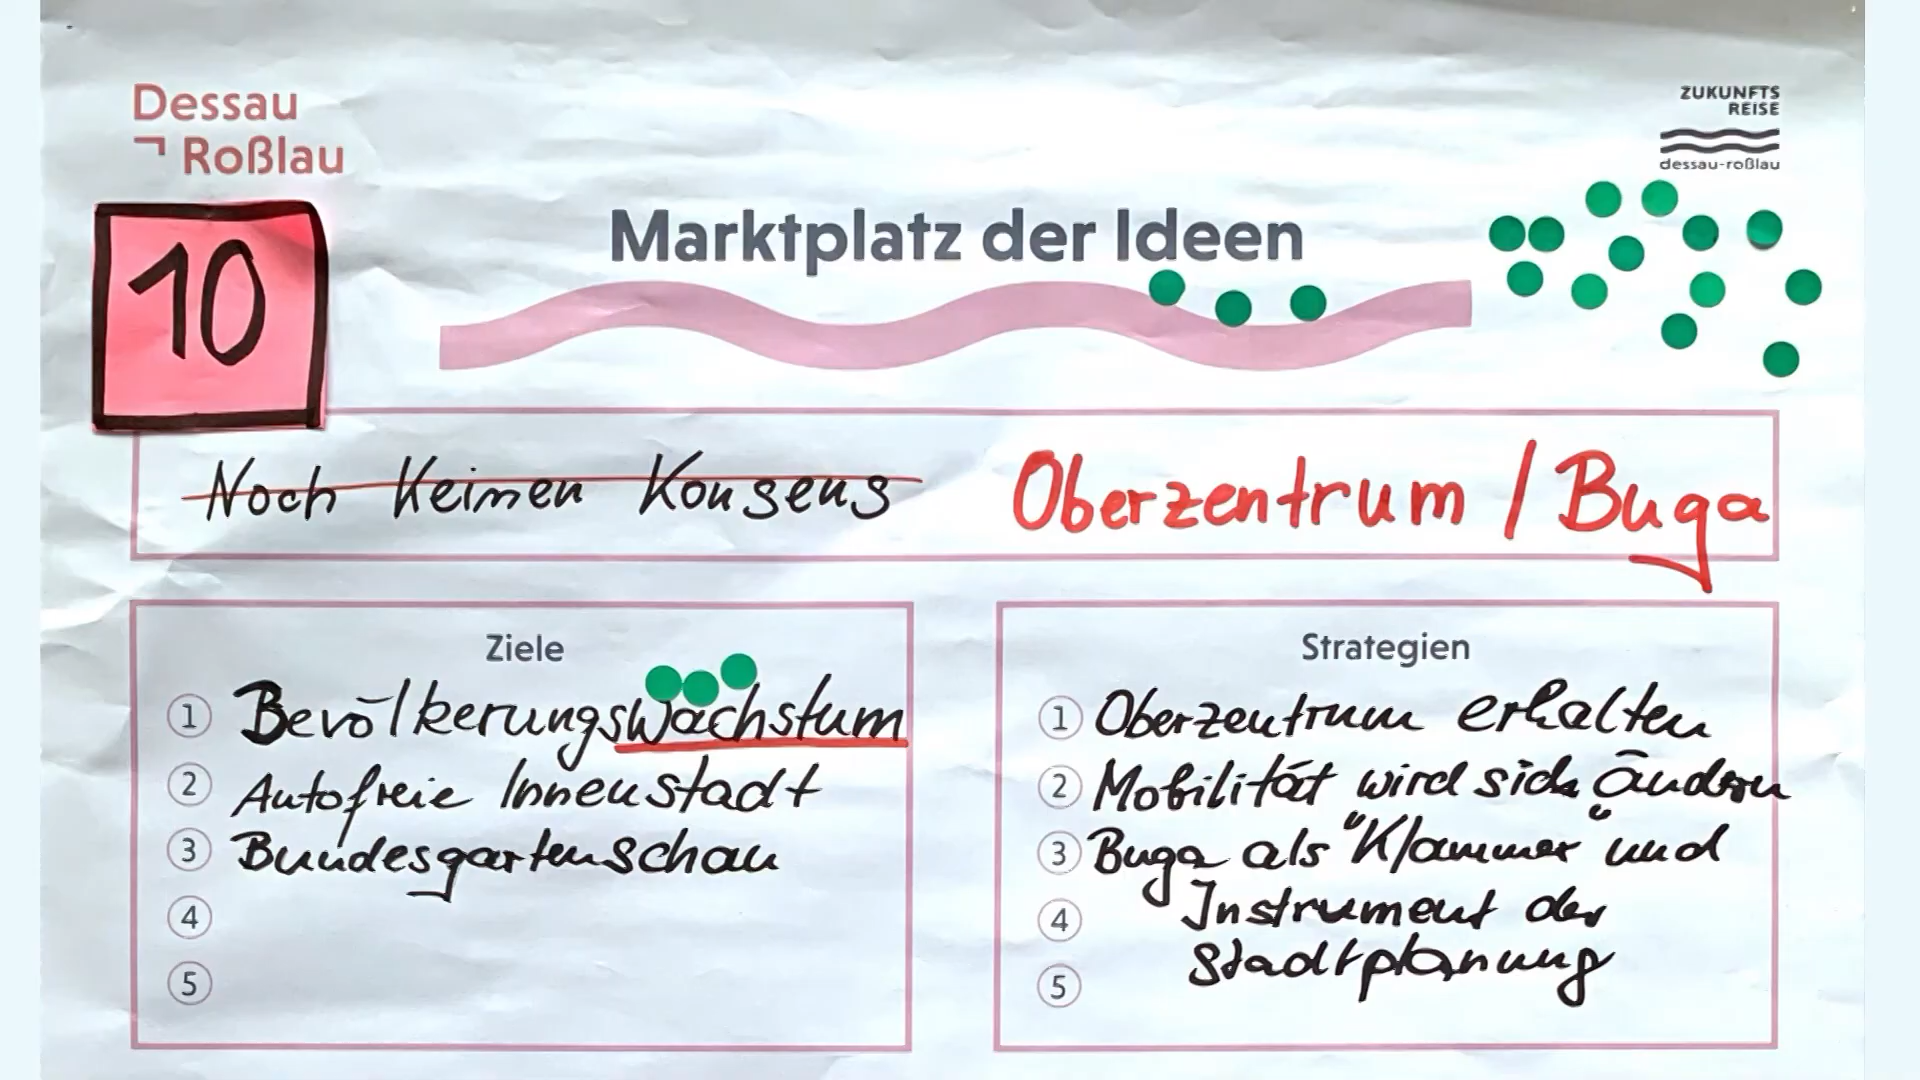 Dessau
Roßlau
ZUKUNFTS
REISE
dessau-roßlau
10
Marktplatz der Ideen
Noch Keinen Konsens Oberzentrum / Buga
Ziele
1 Bevölkerungswachstum
2 Autofreie Innenstadt
3 Bundesgartenschau
4
5
Strategien
1 Oberzentrum erhalten
2 Mobilität wird sich ändern
3 Buga als "Klammer" und
4 Instrument der
Stadtplanung
5